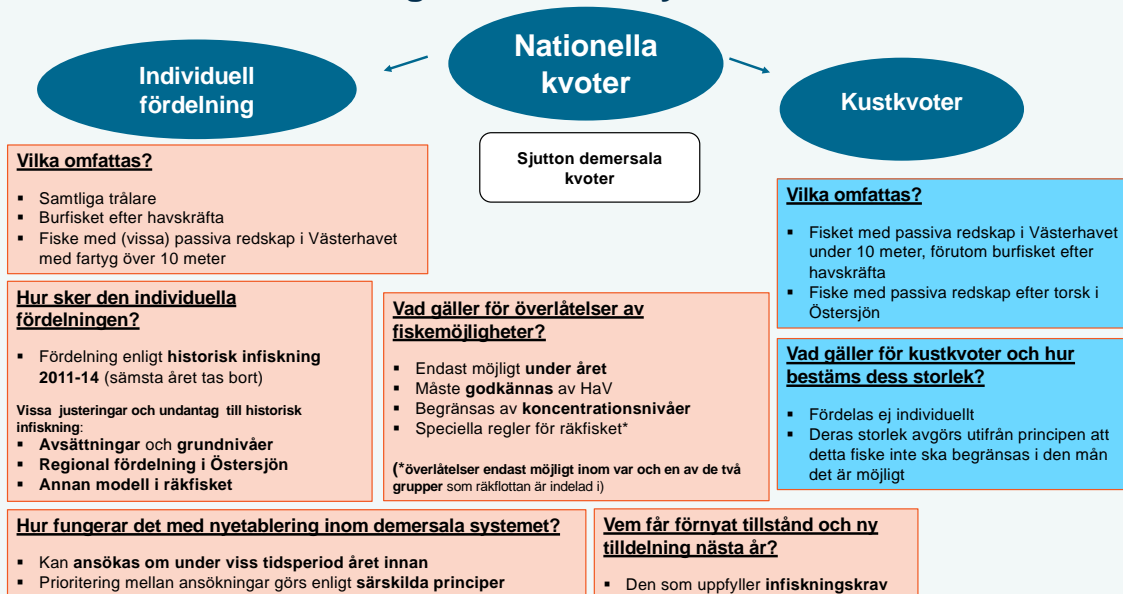 Nationella
kvoter
Individuell
fördelning
Kustkvoter
Sjutton demersala
kvoter
Vilka omfattas?
▪ Samtliga trålare
▪ Burfisket efter havskräfta
▪ Fiske med (vissa) passiva redskap i Västerhavet
med fartyg över 10 meter
Hur sker den individuella
fördelningen?
▪ Fördelning enligt historisk infiskning
2011-14 (sämsta året tas bort)
Vissa justeringar och undantag till historisk
infiskning:
▪ Avsättningar och grundnivåer
▪ Regional fördelning i Östersjön
▪ Annan modell i räkfisket
Vad gäller för överlåtelser av
fiskemöjligheter?
▪ Endast möjligt under året
▪ Måste godkännas av HaV
▪ Begränsas av koncentrationsnivåer
▪ Speciella regler för räkfisket*
(*överlåtelser endast möjligt inom var och en av de två
grupper som räkflottan är indelad i)
Vilka omfattas?
▪ Fisket med passiva redskap i Västerhavet
under 10 meter, förutom burfisket efter
havskräfta
▪ Fiske med passiva redskap efter torsk i
Östersjön
Vad gäller för kustkvoter och hur
bestäms dess storlek?
▪ Fördelas ej individuellt
▪ Deras storlek avgörs utifrån principen att
detta fiske inte ska begränsas i den mån
det är möjligt
Hur fungerar det med nyetablering inom demersala systemet?
▪ Kan ansökas om under viss tidsperiod året innan
▪ Prioritering mellan ansökningar görs enligt särskilda principer
Vem får förnyat tillstånd och ny
tilldelning nästa år?
▪ Den som uppfyller infiskningskrav